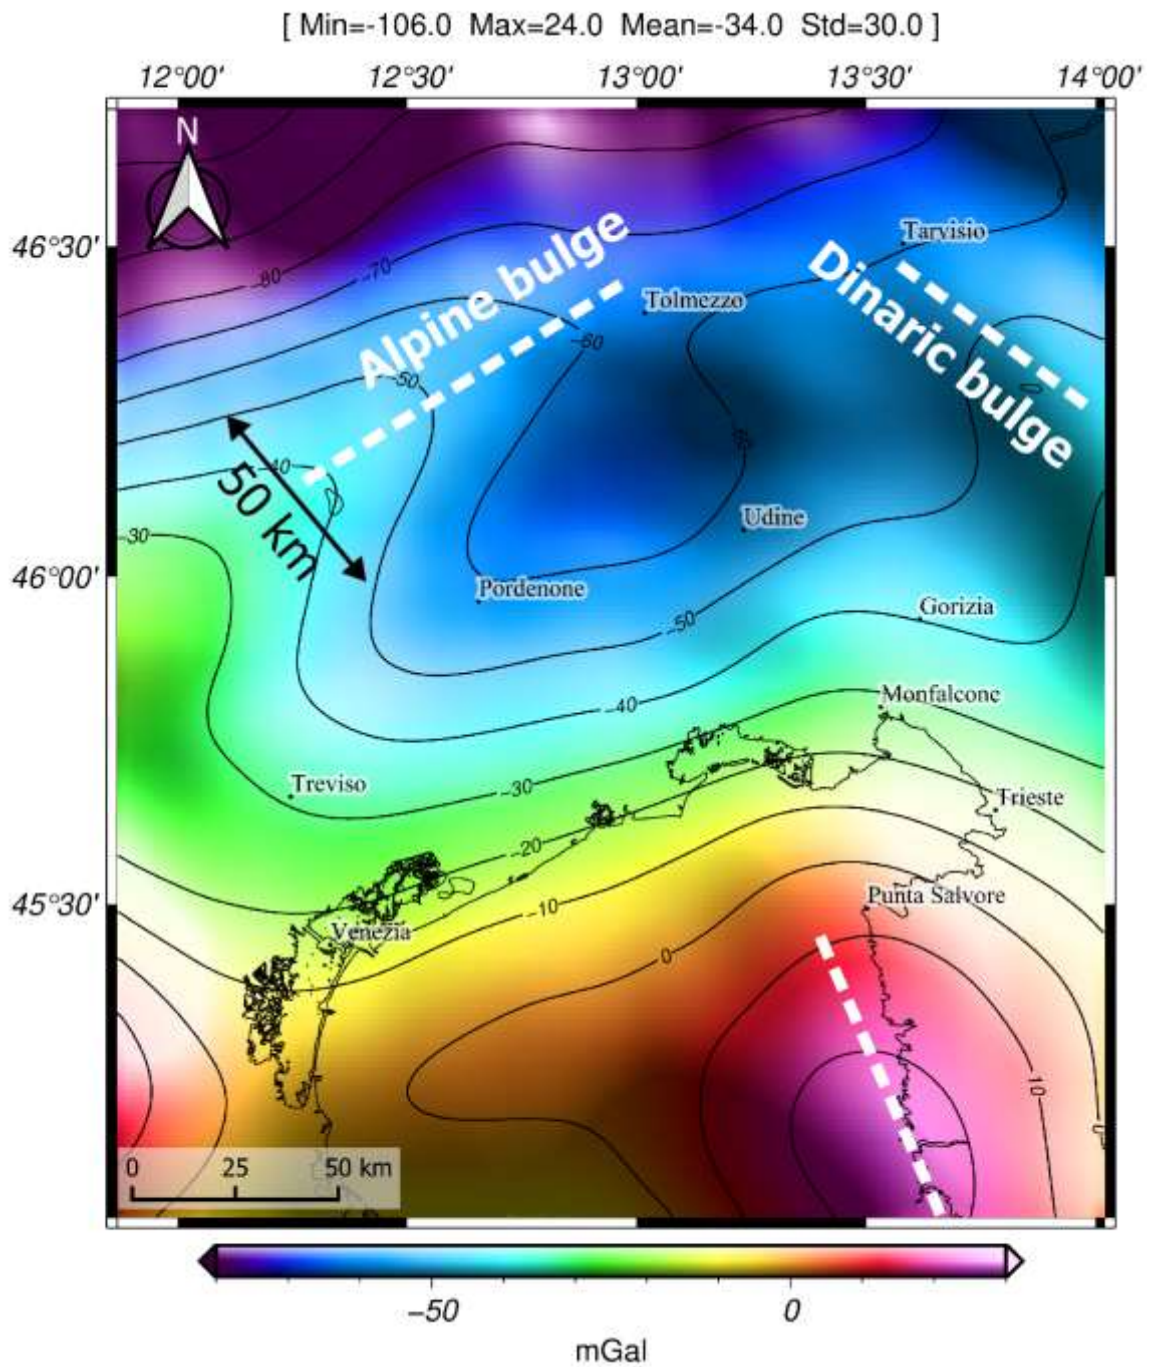 [ Min=-106.0 Max=24.0 Mean=-34.0 Std=30.0 ]
12°00' 12°30' 13°00' 13°30' 14°00'
N
46°30'
Tarvisio
-80
-70
Alpine bulge
Tolmezzo
Dinaric bulge
-60
-50
-40
50 km
Udine
-30
46°00'
Pordenone
Gorizia
-50
-40
Monfalcone
Treviso
-30
Trieste
-20
45°30'
Punta Salvore
-10
Venezia
0
10
0 25 50 km
-50 0
mGal